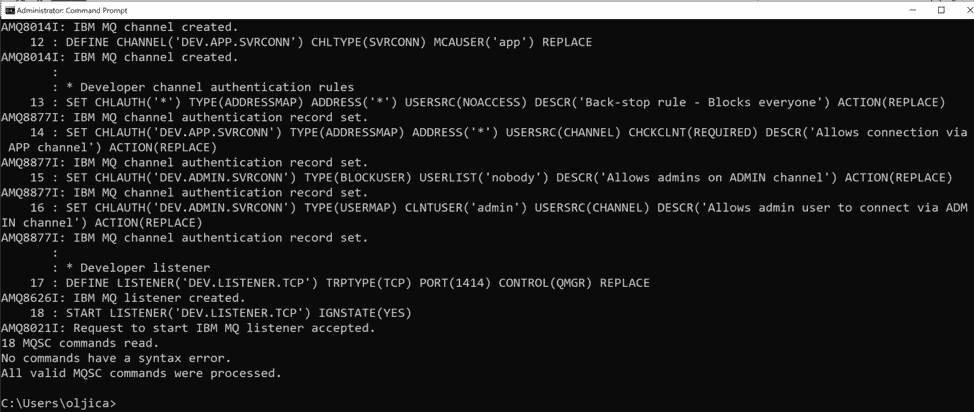 Administrator: Command Prompt
AMQ8014I: IBM MQ channel created.
12 : DEFINE CHANNEL('DEV.APP.SVRCONN') CHLTYPE(SVRCONN) MCAUSER('app') REPLACE
AMQ8014I: IBM MQ channel created.
:
: * Developer channel authentication rules
13 : SET CHLAUTH('*') TYPE(ADDRESSMAP) ADDRESS('*') USERSRC(NOACCESS) DESCR('Back-stop rule - Blocks everyone') ACTION(REPLACE)
AMQ8877I: IBM MQ channel authentication record set.
14 : SET CHLAUTH('DEV.APP.SVRCONN') TYPE(ADDRESSMAP) ADDRESS('*') USERSRC(CHANNEL) CHCKCLNT(REQUIRED) DESCR('Allows connection via
APP channel') ACTION(REPLACE)
AMQ8877I: IBM MQ channel authentication record set.
15 : SET CHLAUTH('DEV.ADMIN.SVRCONN') TYPE(BLOCKUSER) USERLIST('nobody') DESCR('Allows admins on ADMIN channel') ACTION(REPLACE)
AMQ8877I: IBM MQ channel authentication record set.
16 : SET CHLAUTH('DEV.ADMIN.SVRCONN') TYPE(USERMAP) CLNTUSER('admin') USERSRC(CHANNEL) DESCR('Allows admin user to connect via ADM
IN channel') ACTION(REPLACE)
AMQ8877I: IBM MQ channel authentication record set.
:
: * Developer listener
17 : DEFINE LISTENER('DEV.LISTENER.TCP') TRPTYPE(TCP) PORT(1414) CONTROL(QMGR) REPLACE
AMQ8626I: IBM MQ listener created.
18 : START LISTENER('DEV.LISTENER.TCP') IGNSTATE(YES)
AMQ8021I: Request to start IBM MQ listener accepted.
18 MQSC commands read.
No commands have a syntax error.
All valid MQSC commands were processed.
C:\Users\oljica>